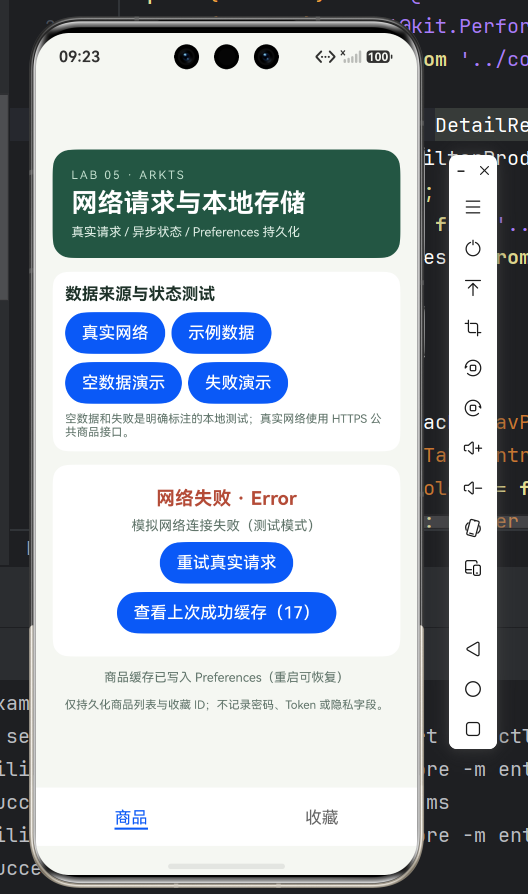 09:23
100
LAB 05 · ARKTS
网络请求与本地存储
真实请求 / 异步状态 / Preferences 持久化
数据来源与状态测试
真实网络
示例数据
空数据演示
失败演示
空数据和失败是明确标注的本地测试；真实网络使用 HTTPS 公
共商品接口。
网络失败 · Error
模拟网络连接失败（测试模式）
重试真实请求
查看上次成功缓存（17）
商品缓存已写入 Preferences（重启可恢复）
仅持久化商品列表与收藏 ID；不记录密码、Token 或隐私字段。
商品
收藏
kit.Perfor
om '../co
DetailRe